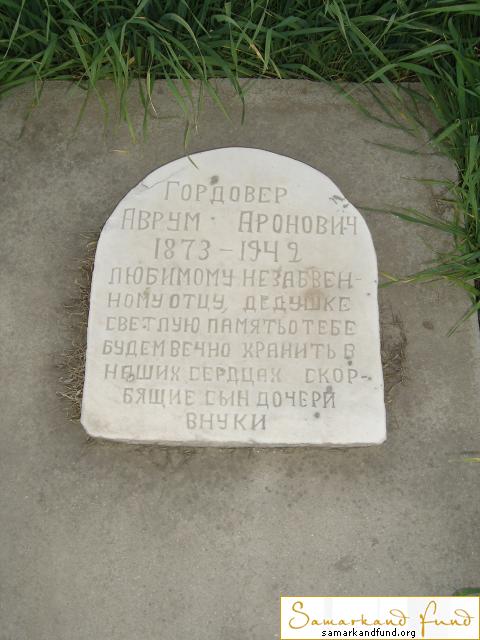 ГОРДОВЕР
АВРУМ АРОНОВИЧ
1873-1942
ЛЮБИМОМУ НЕЗАБВЕН-
НОМУ ОТЦУ, ДЕДУШКЕ
СВЕТЛУЮ ПАМЯТЬ О ТЕБЕ
БУДЕМ ВЕЧНО ХРАНИТЬ В
НАШИХ СЕРДЦАХ СКОР-
БЯЩИЕ СЫН ДОЧЕРИ
ВНУКИ
Samarkand Fund
samarkandfund.org